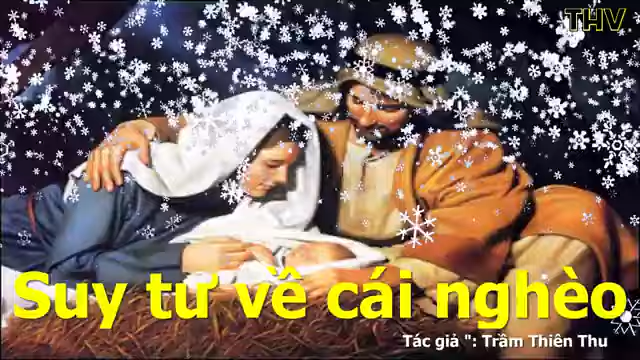 THV
Suy tư về cái nghèo
Tác giả ": Trầm Thiên Thu